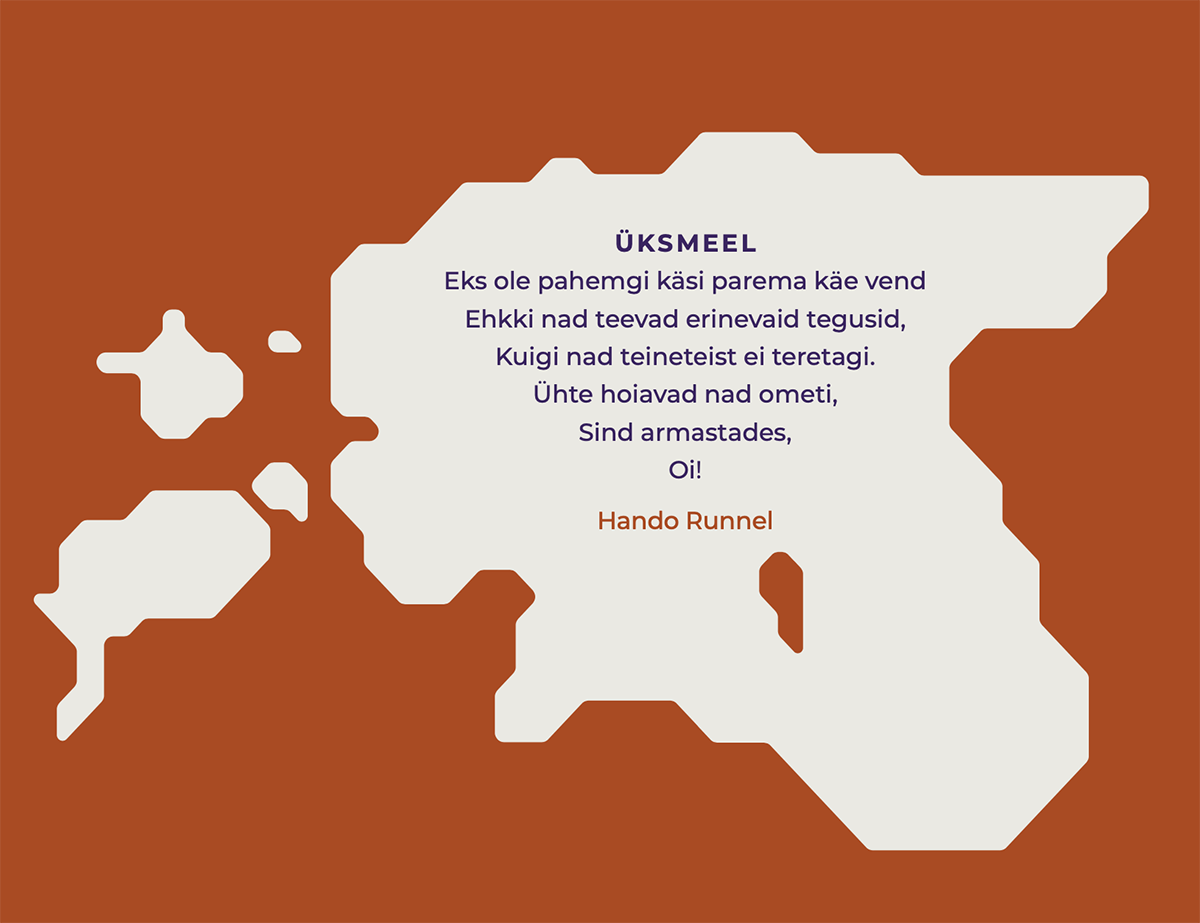 ÜKSMEEL
Eks ole pahemgi käsi parema käe vend
Ehkki nad teevad erinevaid tegusid,
Kuigi nad teineteist ei teretagi.
Ühte hoiavad nad ometi,
Sind armastades,
Oi!
Hando Runnel